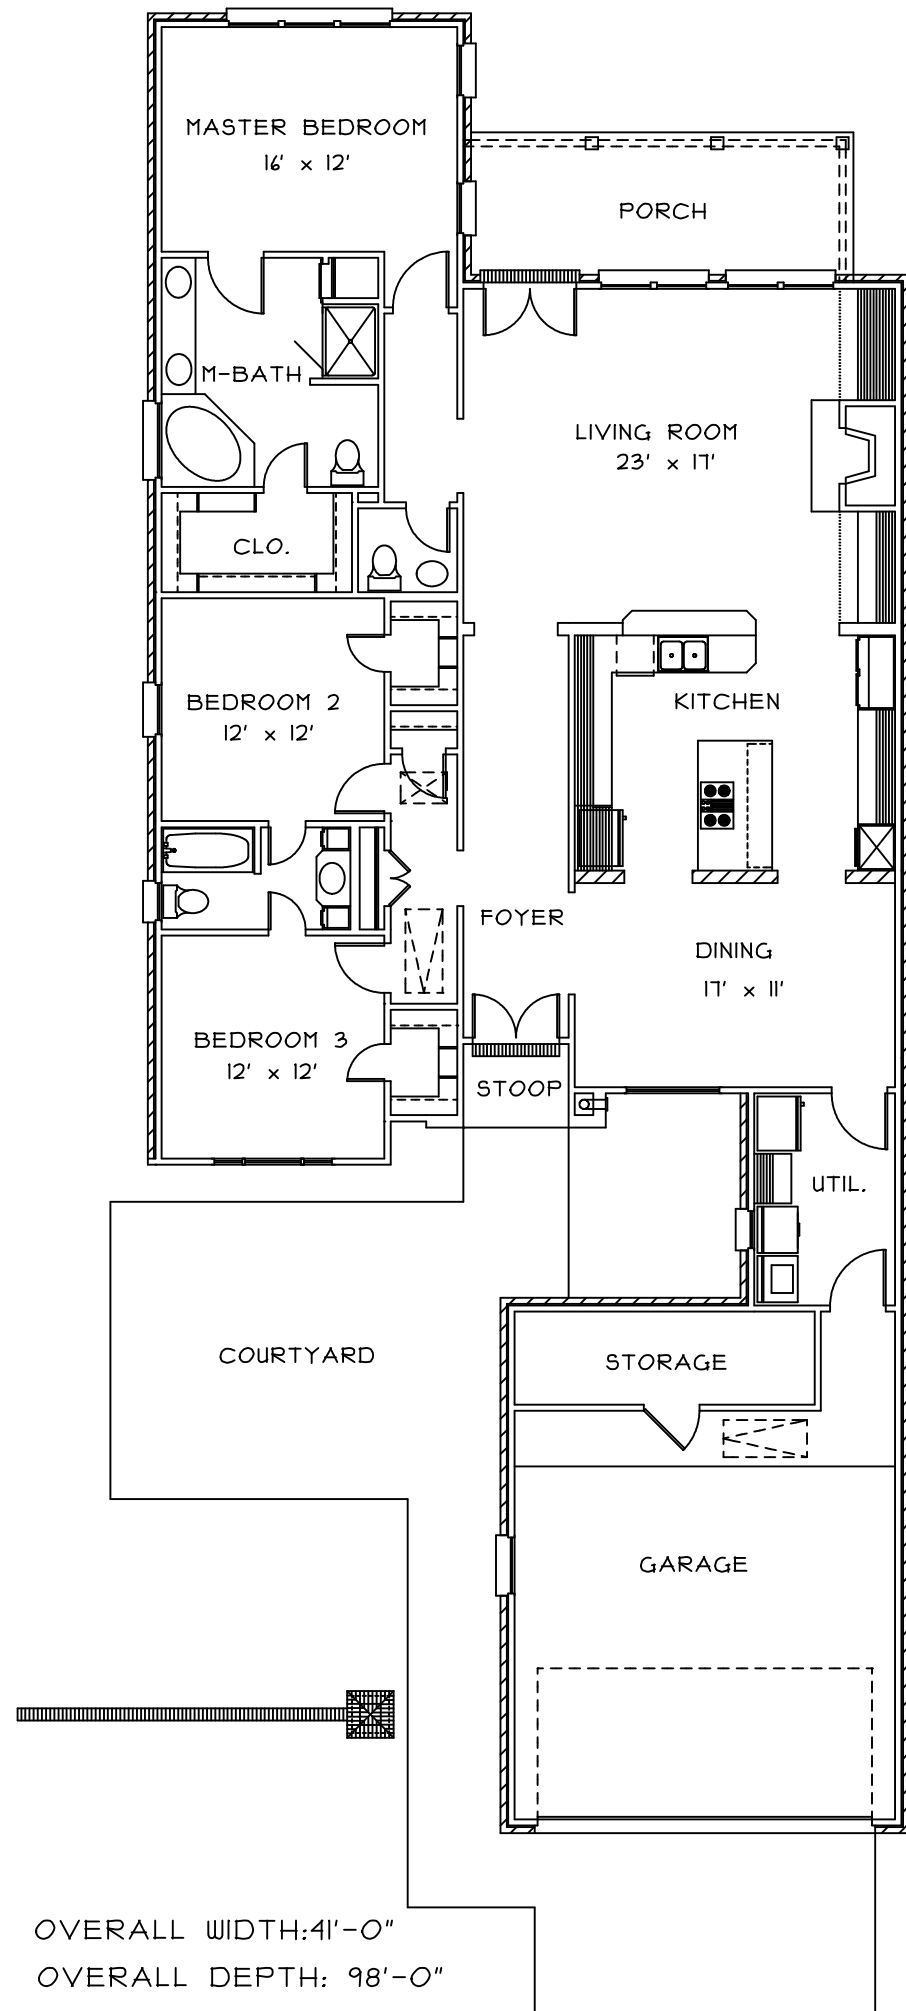 MASTER BEDROOM
16' x 12'
PORCH
M-BATH
LIVING ROOM
23' x 17'
CLO.
BEDROOM 2
12' x 12'
KITCHEN
FOYER
DINING
17' x 11'
BEDROOM 3
12' x 12'
STOOP
UTIL.
COURTYARD
STORAGE
GARAGE
OVERALL WIDTH:41'-0"
OVERALL DEPTH: 98'-0"